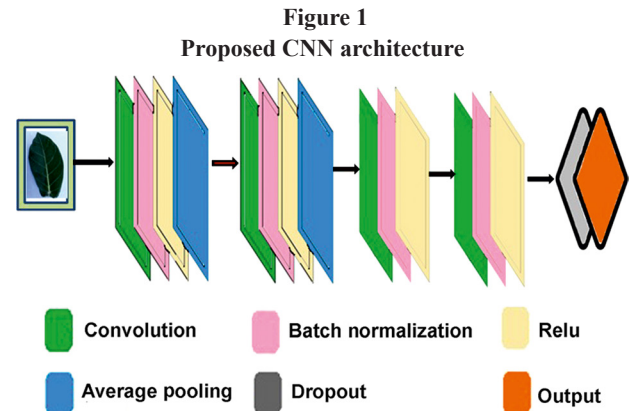 Figure 1
Proposed CNN architecture
Convolution
Batch normalization
Relu
Average pooling
Dropout
Output